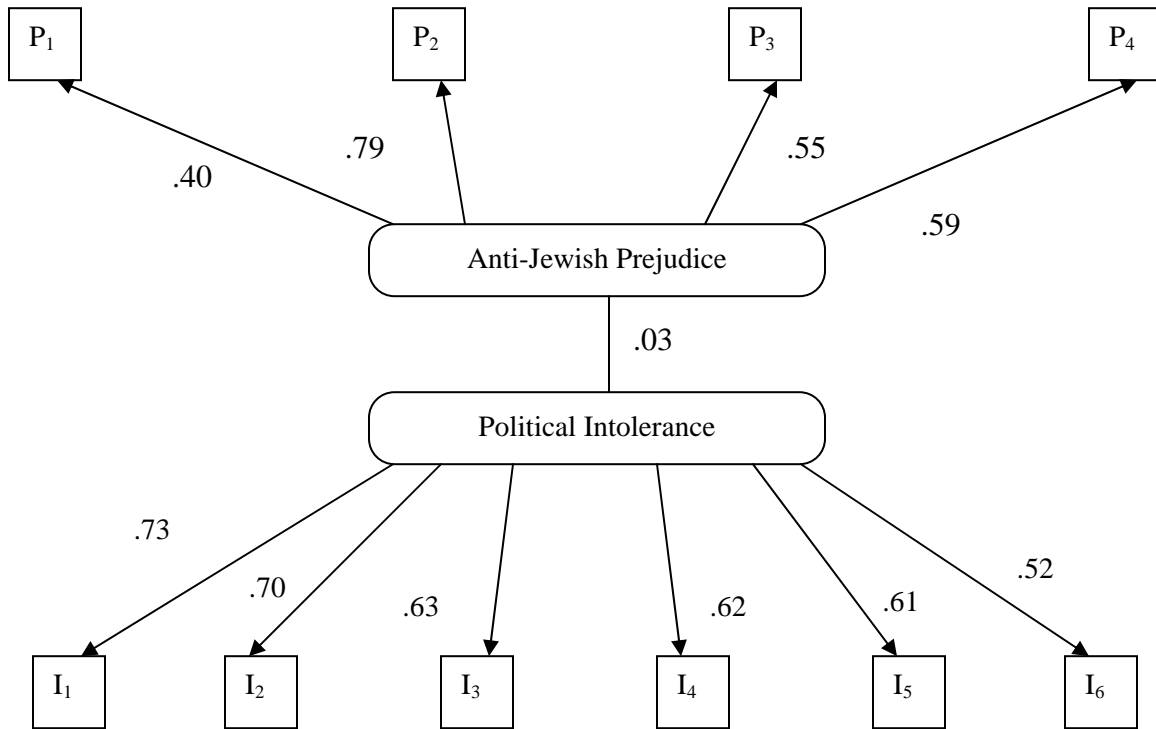 P₁ P₂ P₃ P₄
.79 .55
.40
.59
Anti-Jewish Prejudice
.03
Political Intolerance
.73
.70 .63 .62 .61 .52
I₁ I₂ I₃ I₄ I₅ I₆